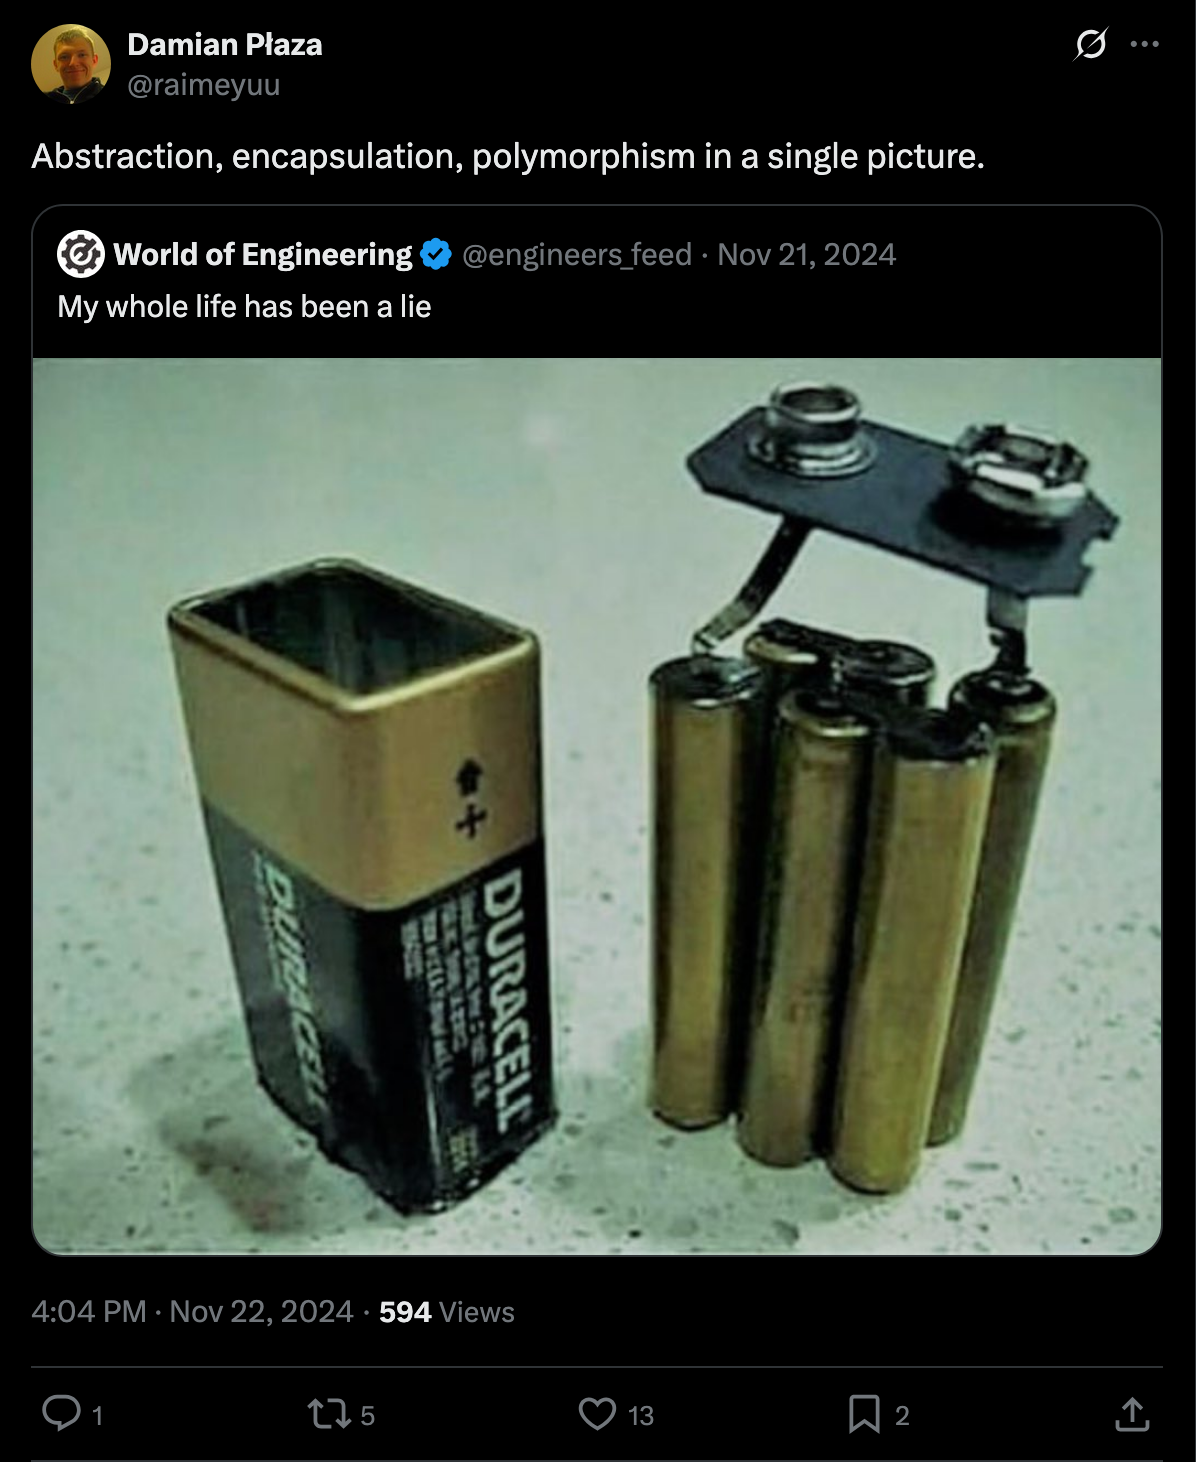 Damian Płaza
@raimeyuu
Abstraction, encapsulation, polymorphism in a single picture.
World of Engineering @engineers_feed · Nov 21, 2024
My whole life has been a lie
+
DURACELL
DURACELL
4:04 PM · Nov 22, 2024 · 594 Views
1 5 13 2